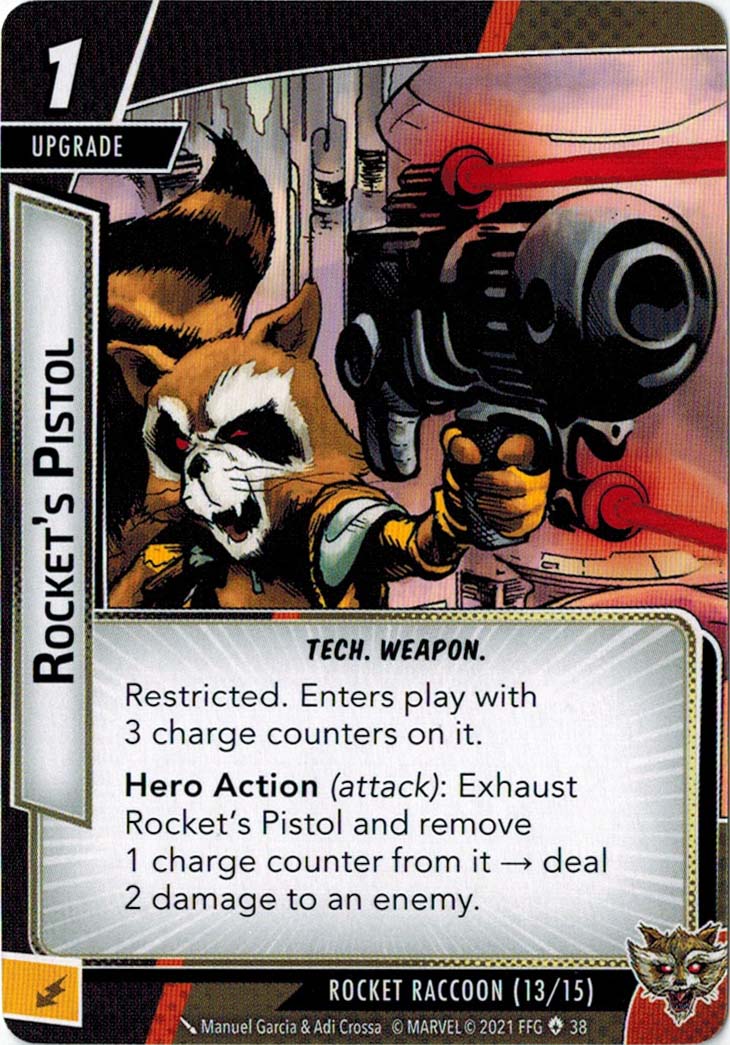 1
UPGRADE
ROCKET'S PISTOL
TECH. WEAPON.
Restricted. Enters play with
3 charge counters on it.
Hero Action (attack): Exhaust
Rocket's Pistol and remove
1 charge counter from it → deal
2 damage to an enemy.
ROCKET RACCOON (13/15)
Manuel Garcia & Adi Crossa © MARVEL © 2021 FFG 38